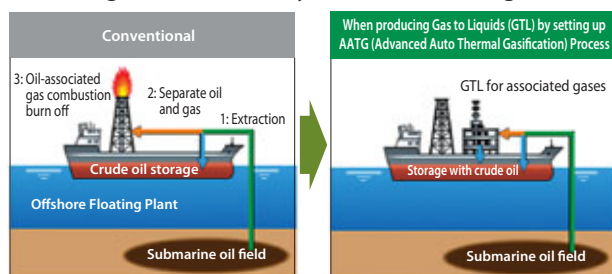 Conventional
3: Oil-associated
gas combustion
burn off
2: Separate oil
and gas
1: Extraction
Crude oil storage
Offshore Floating Plant
Submarine oil field
When producing Gas to Liquids (GTL) by setting up
AATG (Advanced Auto Thermal Gasification) Process
GTL for associated gases
Storage with crude oil
Submarine oil field